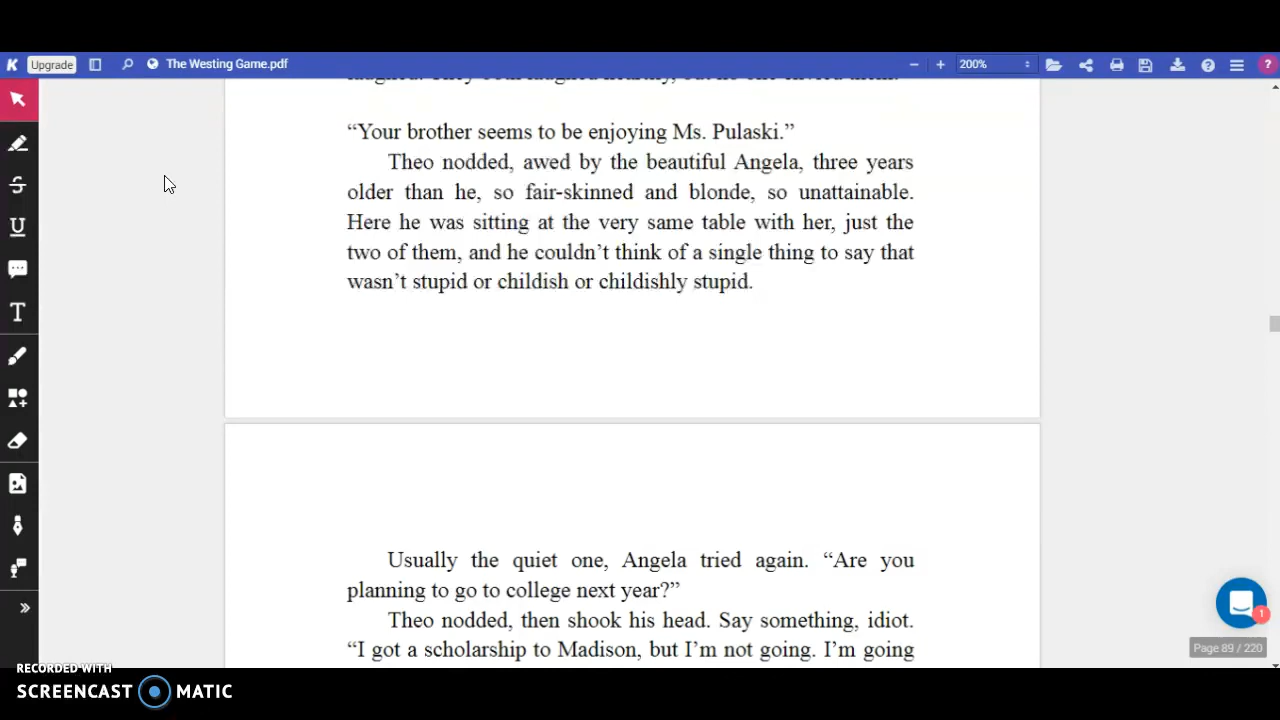 K Upgrade The Westing Game.pdf 200%
“Your brother seems to be enjoying Ms. Pulaski.”
Theo nodded, awed by the beautiful Angela, three years
older than he, so fair-skinned and blonde, so unattainable.
Here he was sitting at the very same table with her, just the
two of them, and he couldn’t think of a single thing to say that
wasn’t stupid or childish or childishly stupid.
Usually the quiet one, Angela tried again. “Are you
planning to go to college next year?”
Theo nodded, then shook his head. Say something, idiot.
“I got a scholarship to Madison, but I’m not going. I’m going
1
Page 89 / 220
RECORDED WITH
SCREENCAST MATIC